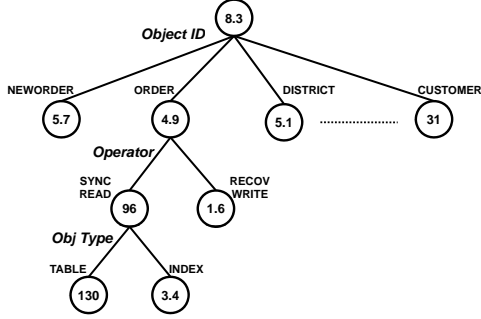 8.3
Object ID
NEWORDER ORDER DISTRICT CUSTOMER
5.7 4.9 5.1 31
Operator
SYNC READ RECOV WRITE
96 1.6
Obj Type
TABLE INDEX
130 3.4